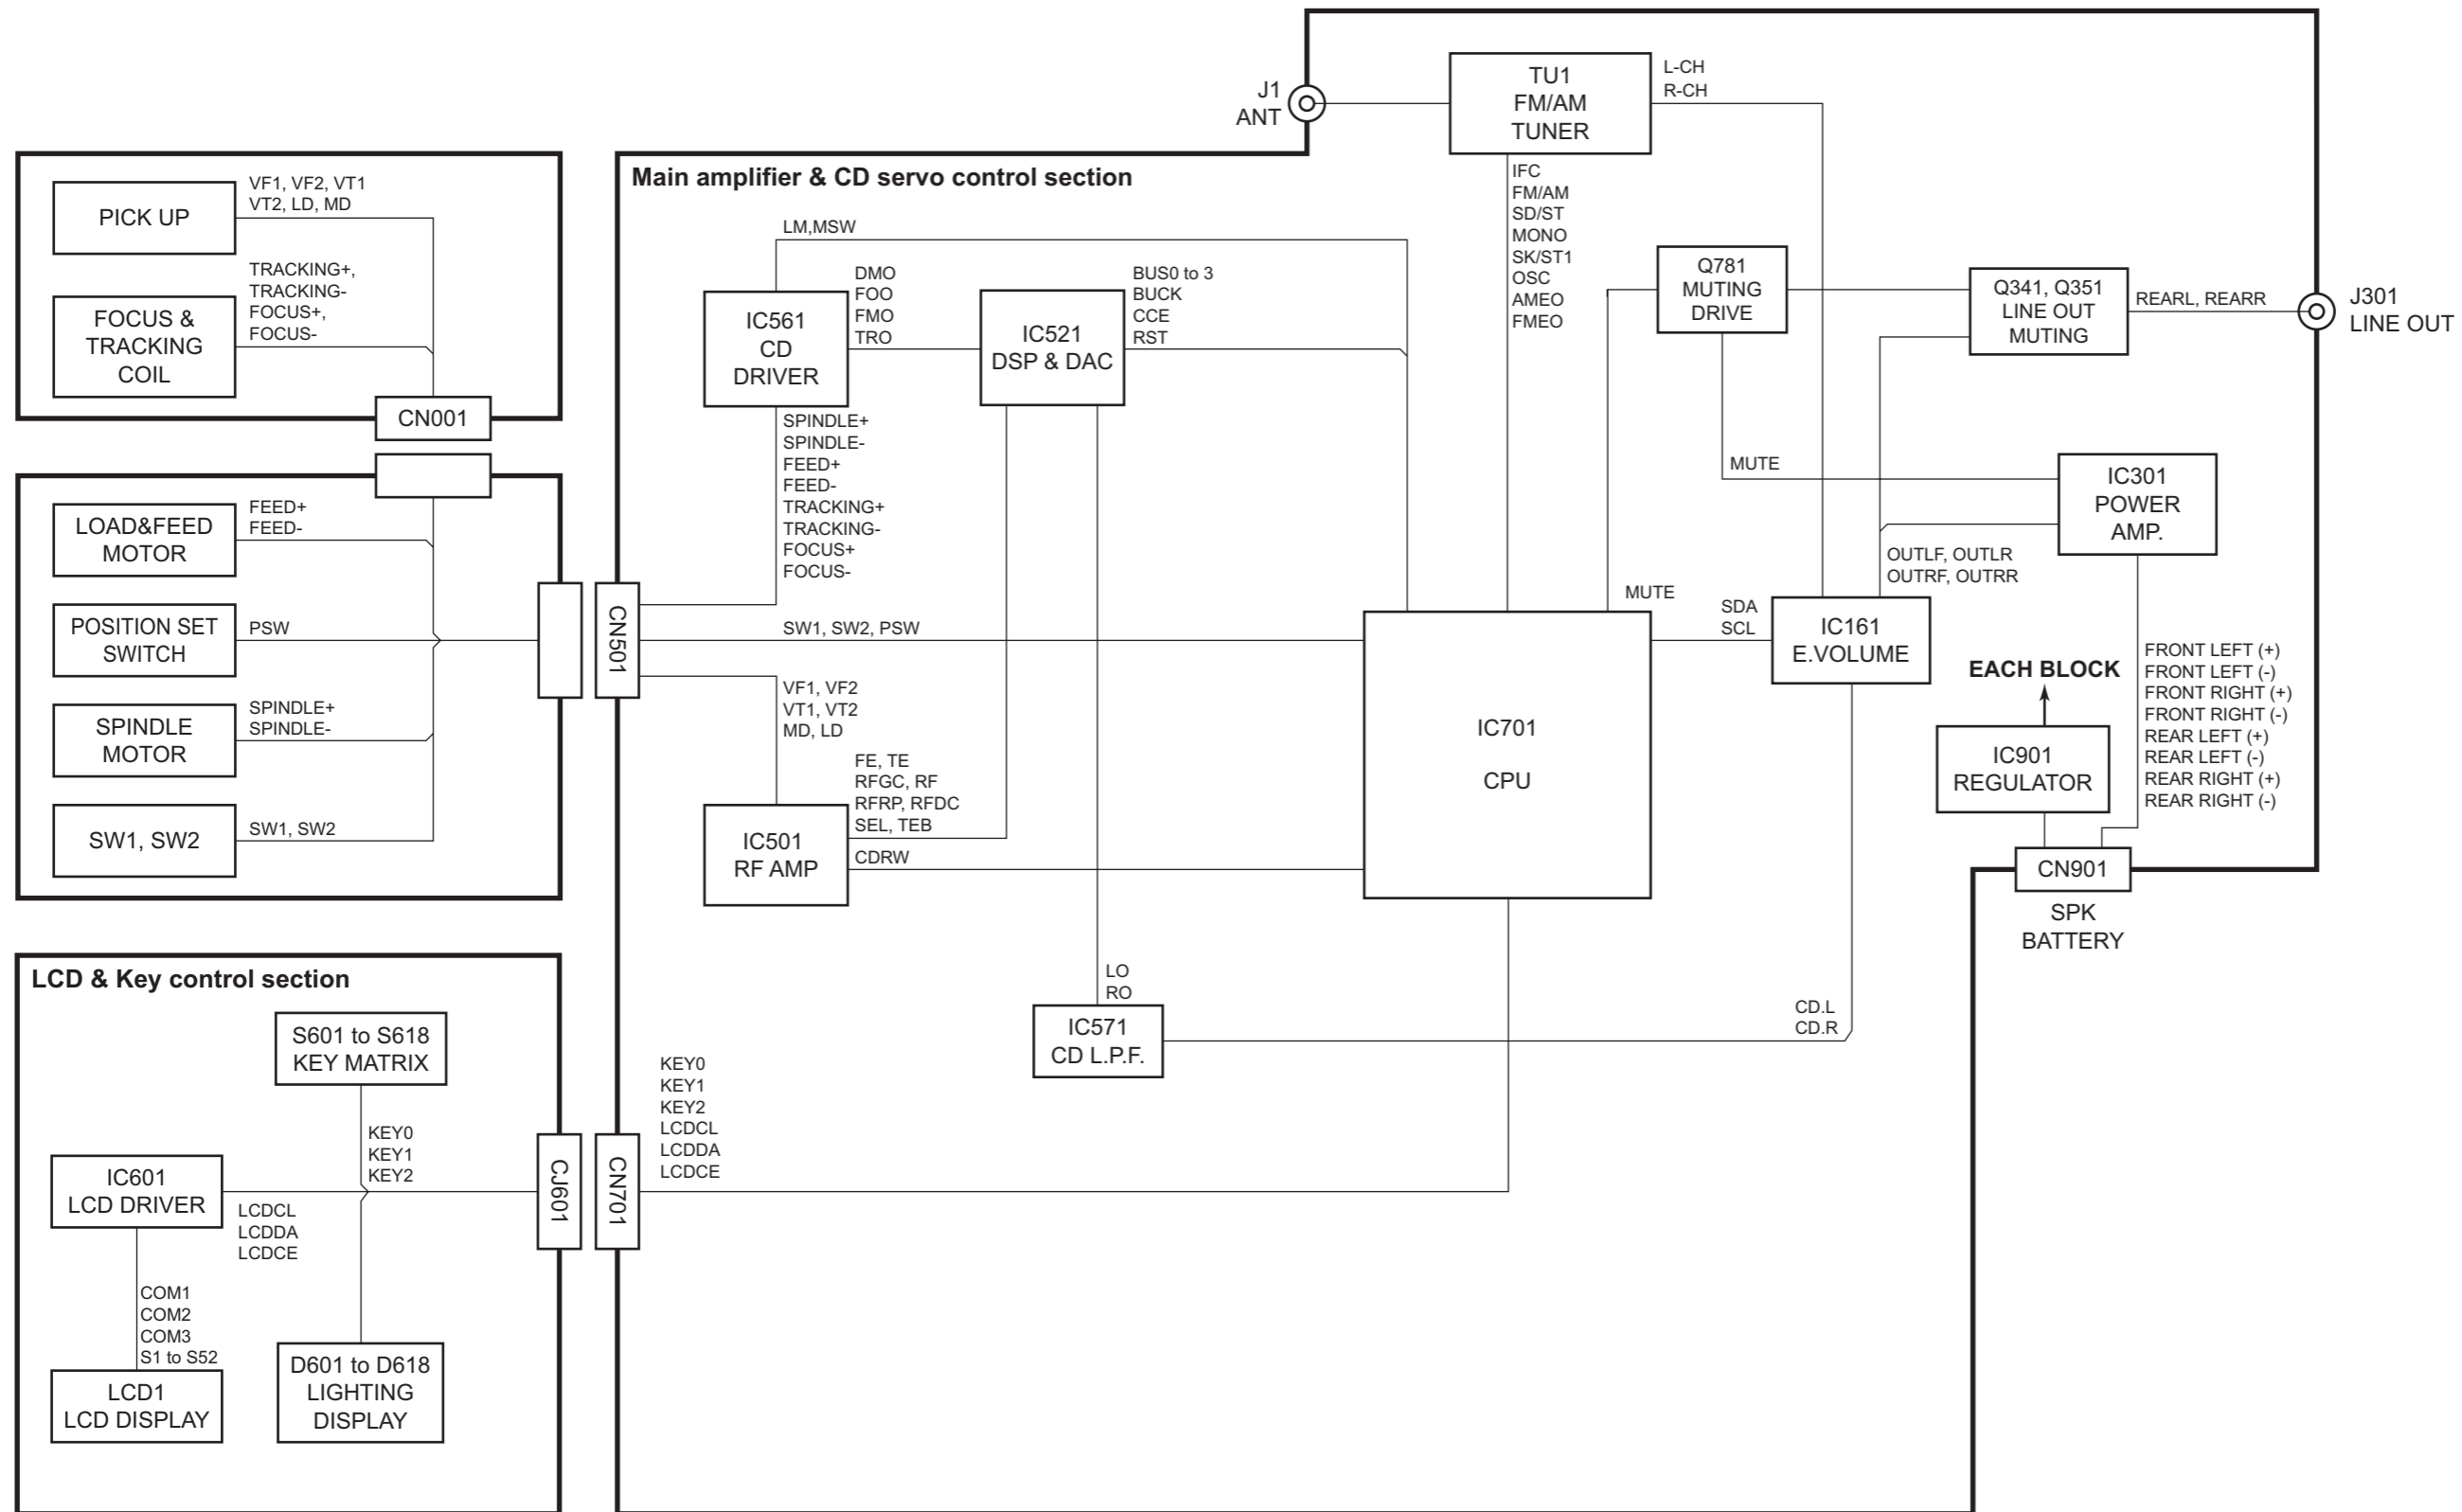 J1
ANT
TU1
FM/AM
TUNER
L-CH
R-CH
IFC
FM/AM
SD/ST
MONO
SK/ST1
OSC
AMEO
FMEO
PICK UP
VF1, VF2, VT1
VT2, LD, MD
FOCUS &
TRACKING
COIL
TRACKING+,
TRACKING-
FOCUS+,
FOCUS-
CN001
LOAD&FEED
MOTOR
FEED+
FEED-
POSITION SET
SWITCH
PSW
SPINDLE
MOTOR
SPINDLE+
SPINDLE-
SW1, SW2
SW1, SW2
Main amplifier & CD servo control section
LM,MSW
IC561
CD
DRIVER
DMO
FOO
FMO
TRO
IC521
DSP & DAC
BUS0 to 3
BUCK
CCE
RST
SPINDLE+
SPINDLE-
FEED+
FEED-
TRACKING+
TRACKING-
FOCUS+
FOCUS-
CN501
SW1, SW2, PSW
VF1, VF2
VT1, VT2
MD, LD
IC501
RF AMP
FE, TE
RFGC, RF
RFRP, RFDC
SEL, TEB
CDRW
Q781
MUTING
DRIVE
Q341, Q351
LINE OUT
MUTING
REARL, REARR
J301
LINE OUT
MUTE
IC301
POWER
AMP.
OUTLF, OUTLR
OUTRF, OUTRR
MUTE
IC701
CPU
SDA
SCL
IC161
E.VOLUME
EACH BLOCK
IC901
REGULATOR
FRONT LEFT (+)
FRONT LEFT (-)
FRONT RIGHT (+)
FRONT RIGHT (-)
REAR LEFT (+)
REAR LEFT (-)
REAR RIGHT (+)
REAR RIGHT (-)
CN901
SPK
BATTERY
LO
RO
IC571
CD L.P.F.
CD.L
CD.R
LCD & Key control section
S601 to S618
KEY MATRIX
KEY0
KEY1
KEY2
IC601
LCD DRIVER
LCDCL
LCDDA
LCDCE
COM1
COM2
COM3
S1 to S52
LCD1
LCD DISPLAY
D601 to D618
LIGHTING
DISPLAY
CJ601
CN701
KEY0
KEY1
KEY2
LCDCL
LCDDA
LCDCE